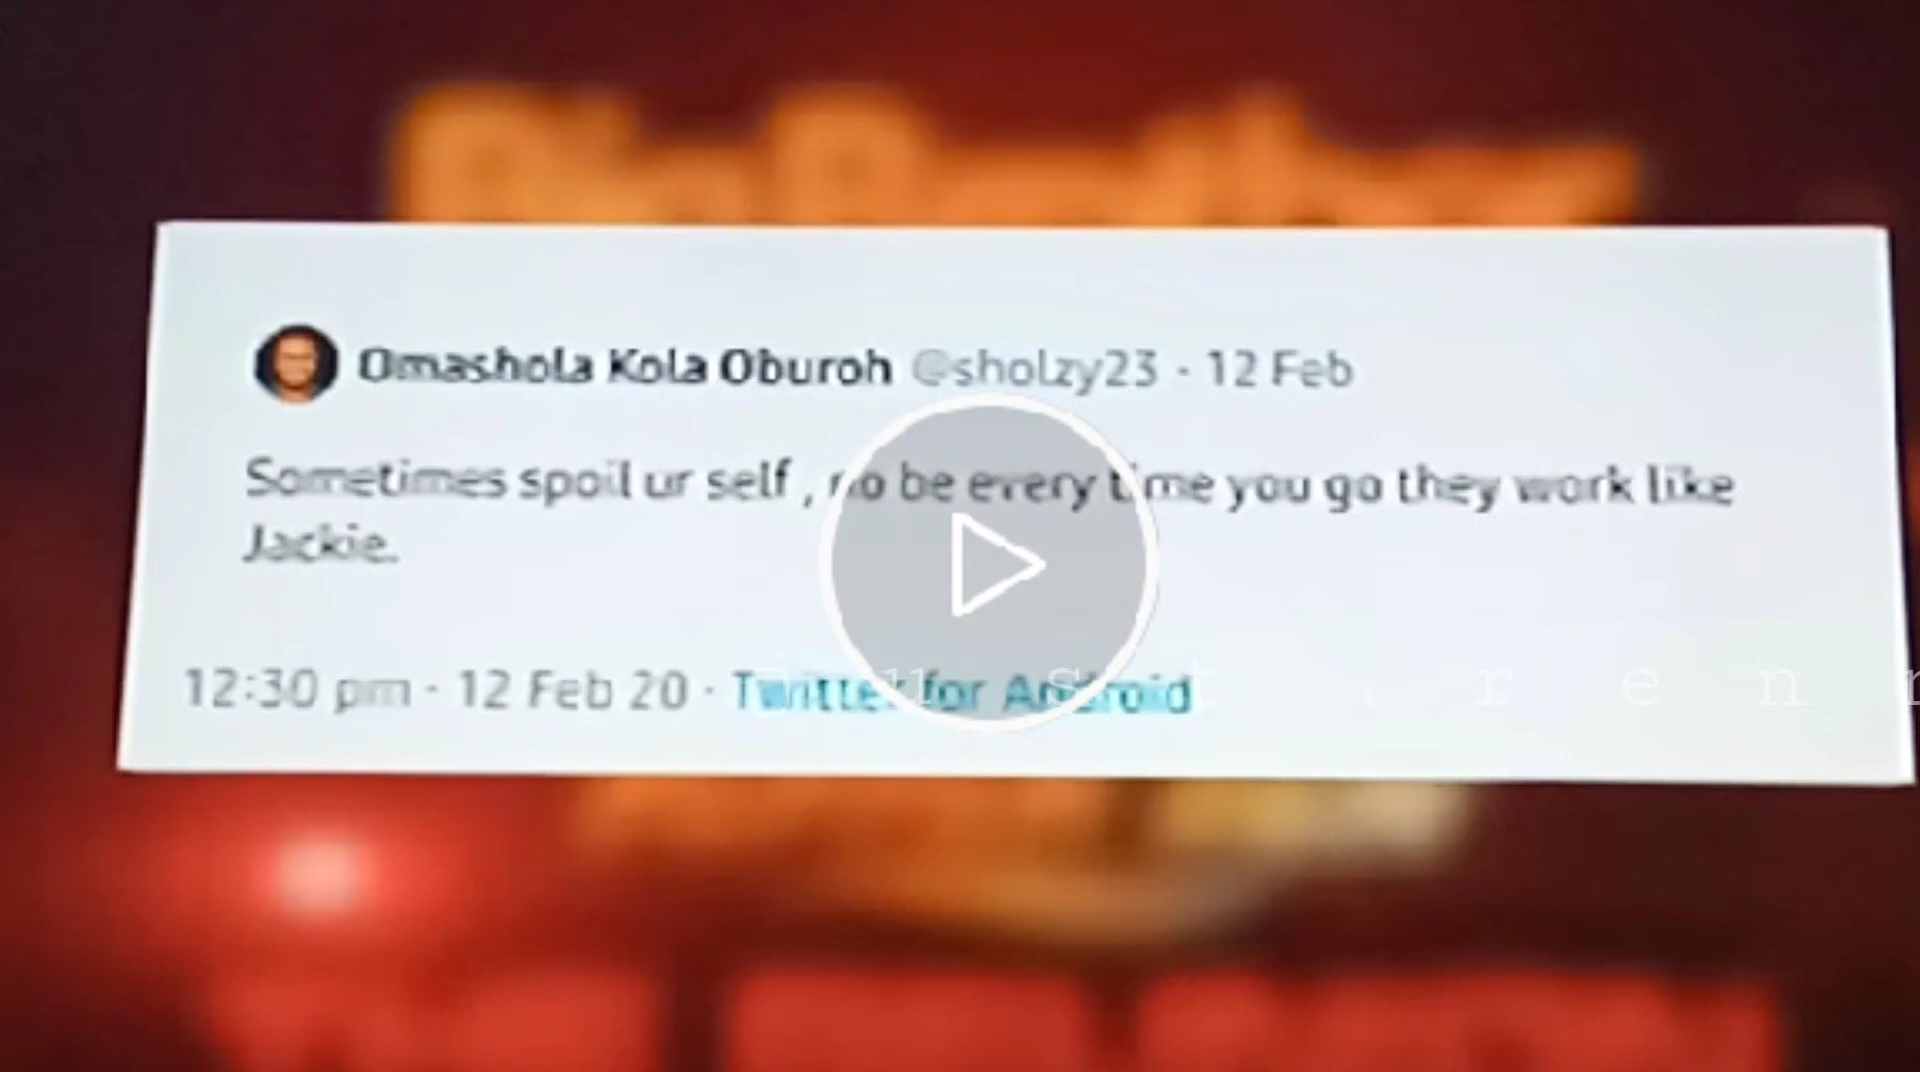 Omashola Kola Oburoh @sholzy23 · 12 Feb
Sometimes spoil ur self , no be every time you go they work like
Jackie.
12:30 pm · 12 Feb 20 · Twitter for Android